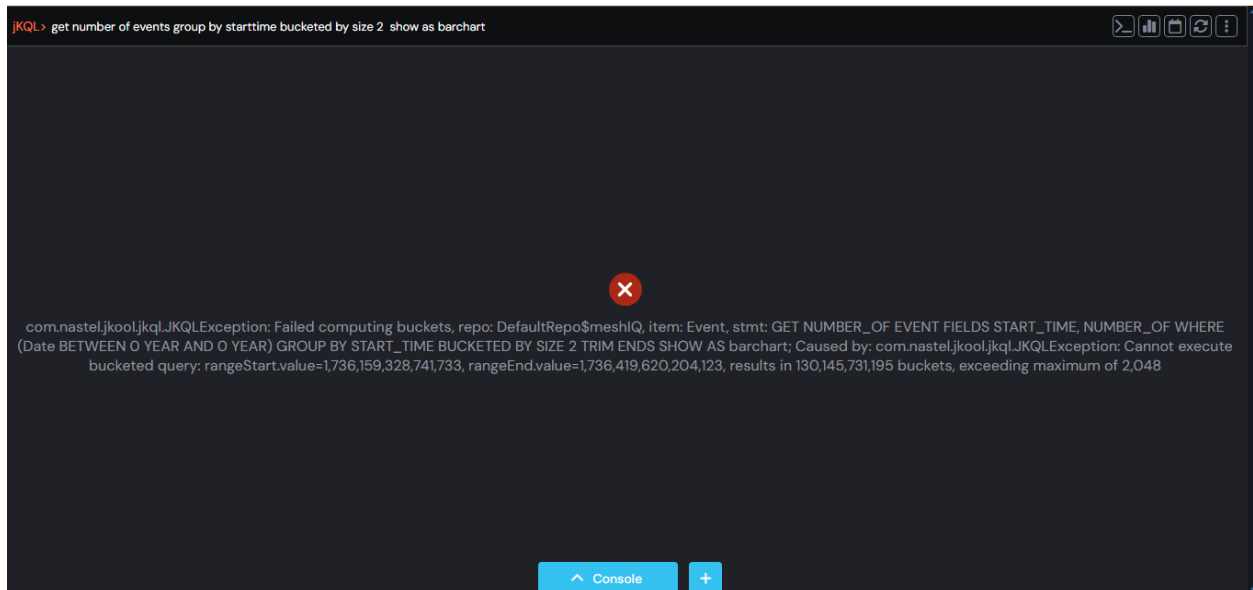 jKQL> get number of events group by starttime bucketed by size 2 show as barchart
com.nastel.jkool.jkql.JKQLException: Failed computing buckets, repo: DefaultRepo$meshIQ, item: Event, stmt: GET NUMBER_OF EVENT FIELDS START_TIME, NUMBER_OF WHERE
(Date BETWEEN 0 YEAR AND 0 YEAR) GROUP BY START_TIME BUCKETED BY SIZE 2 TRIM ENDS SHOW AS barchart; Caused by: com.nastel.jkool.jkql.JKQLException: Cannot execute
bucketed query: rangeStart.value=1,736,159,328,741,733, rangeEnd.value=1,736,419,620,204,123, results in 130,145,731,195 buckets, exceeding maximum of 2,048
Console